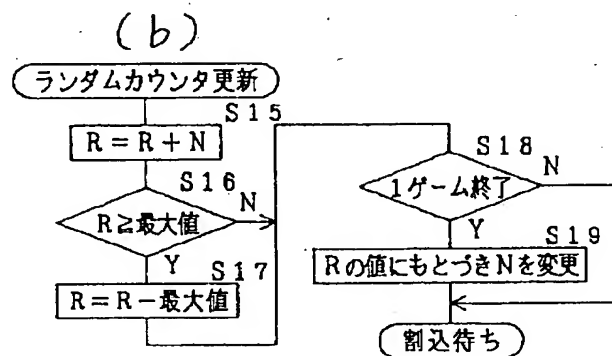 (b)
ランダムカウンタ更新
S15
R=R+N
S16
R≧最大値
N
Y
S17
R=R-最大値
S18
1ゲーム終了
N
Y
S19
Rの値にもとづきNを変更
割込待ち